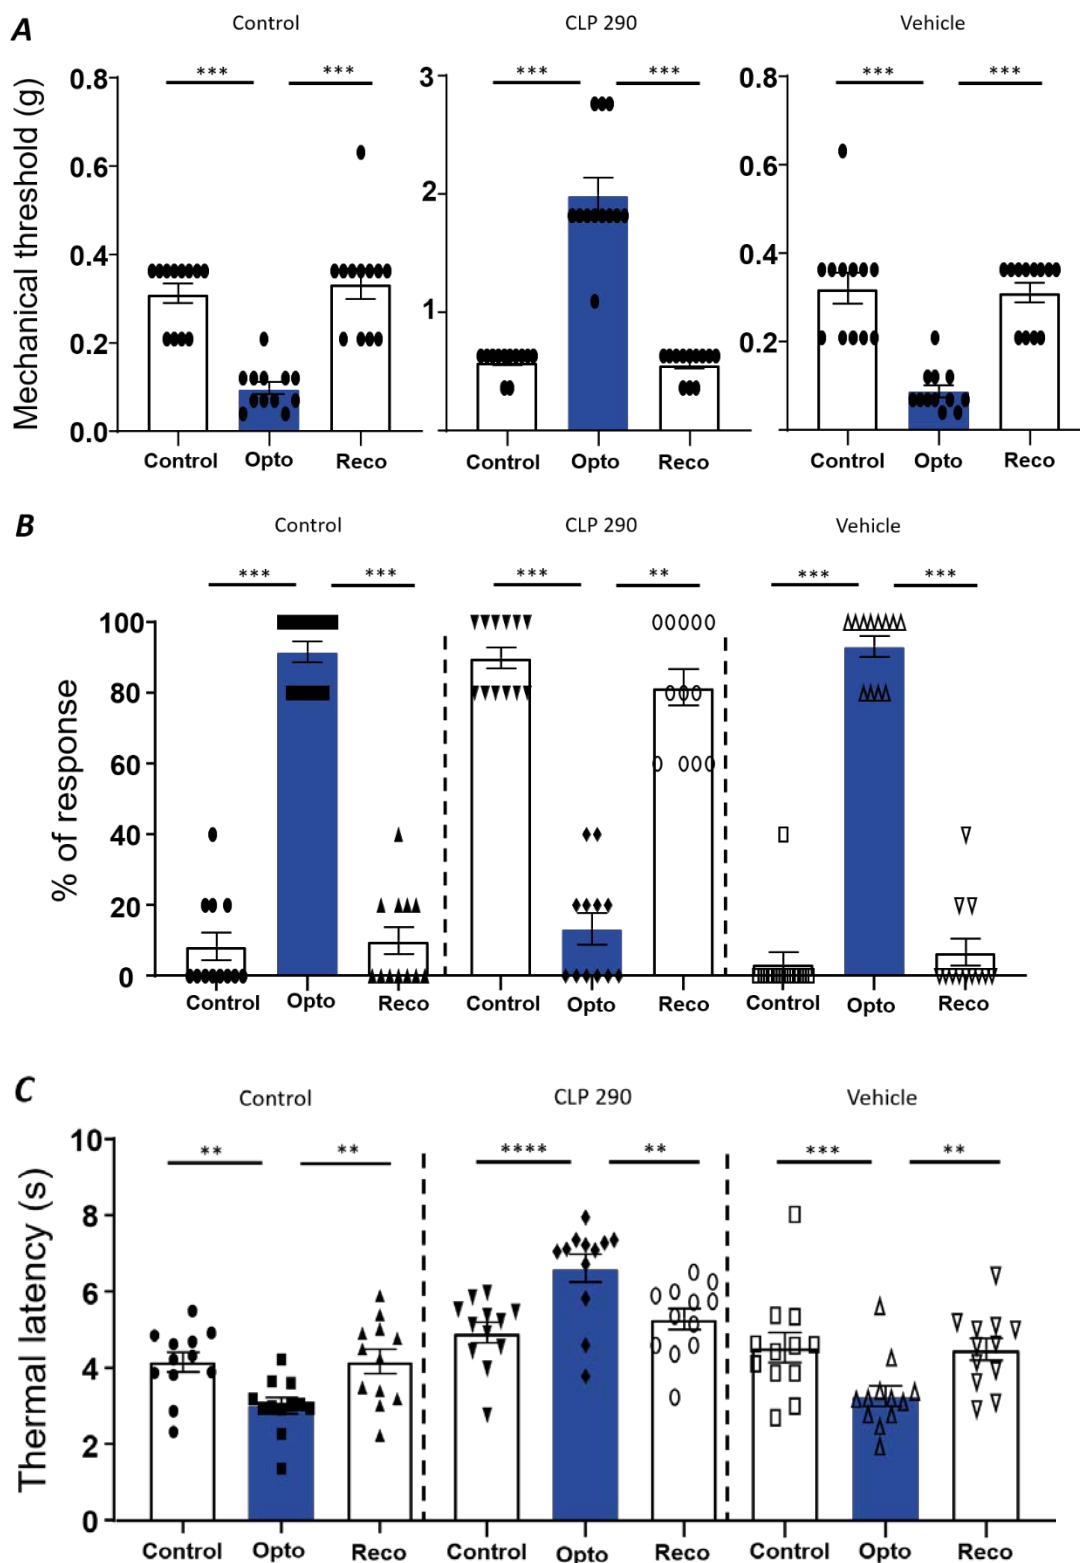 A
Control
CLP 290
Vehicle
Mechanical threshold (g)
0.8
0.6
0.4
0.2
0.0
*** ***
Control Opto Reco
3
2
1
*** ***
Control Opto Reco
0.8
0.6
0.4
0.2
*** ***
Control Opto Reco
B
Control
CLP 290
Vehicle
% of response
100
80
60
40
20
0
*** *** *** ** *** ***
Control Opto Reco Control Opto Reco Control Opto Reco
C
Control
CLP 290
Vehicle
Thermal latency (s)
10
8
6
4
2
0
** ** **** ** *** **
Control Opto Reco Control Opto Reco Control Opto Reco